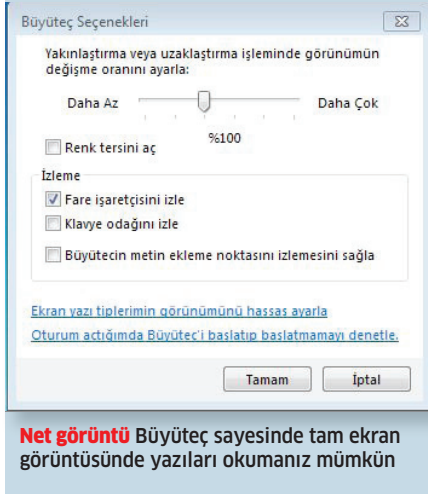 Büyüteç Seçenekleri
Yakınlaştırma veya uzaklaştırma işleminde görünümün
değişme oranını ayarla:
Daha Az Daha Çok
%100
Renk tersini aç
İzleme
Fare işaretçisini izle
Klavye odağını izle
Büyütecin metin ekleme noktasını izlemesini sağla
Ekran yazı tiplerimin görünümünü hassas ayarla
Oturum açtığımda Büyüteç'i başlatıp başlatmamayı denetle.
Tamam İptal
Net görüntü Büyüteç sayesinde tam ekran
görüntüsünde yazıları okumanız mümkün